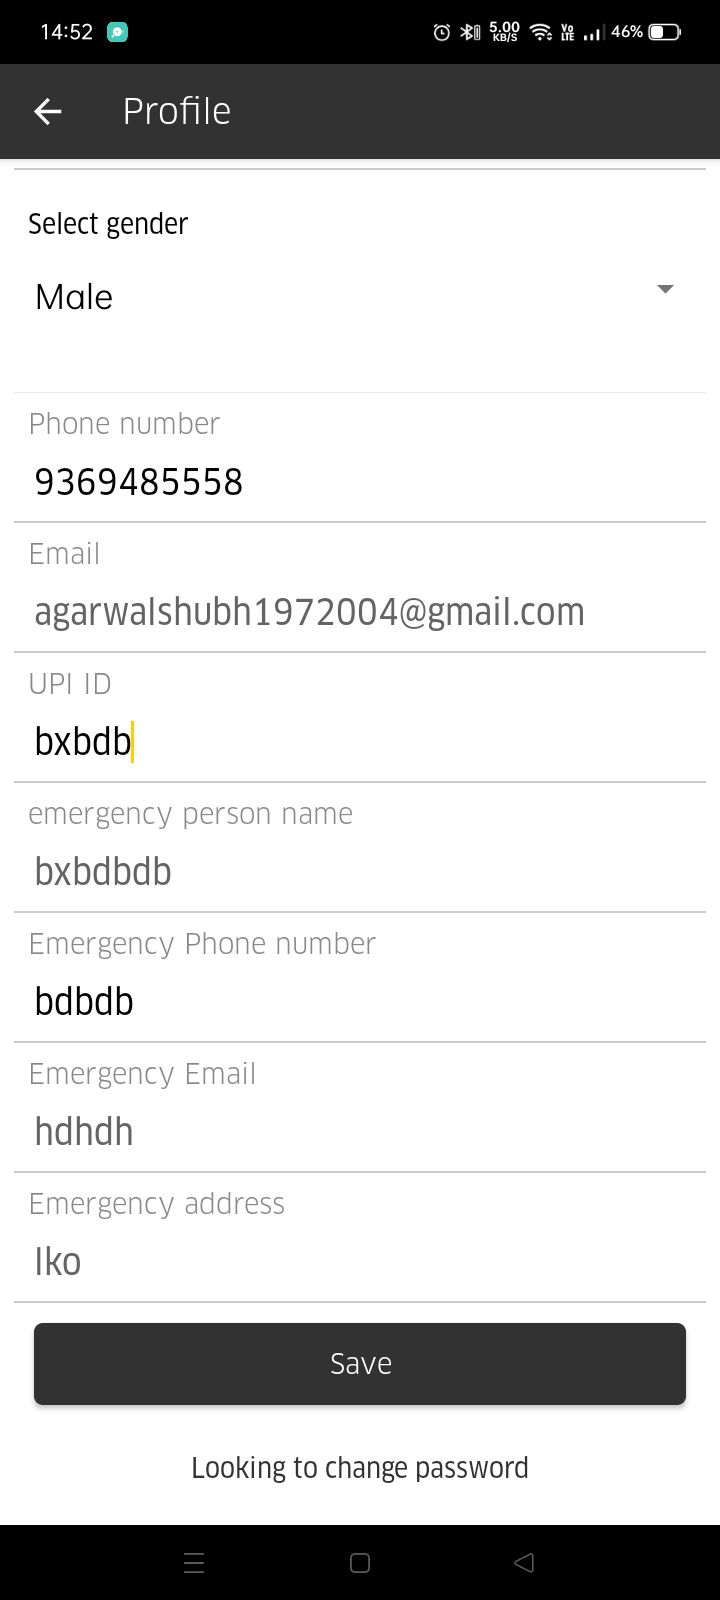 14:52
5.00 KB/S
Vo LTE
46%
Profile
Select gender
Male
Phone number
9369485558
Email
agarwalshubh1972004@gmail.com
UPI ID
bxbdb
emergency person name
bxbdbdb
Emergency Phone number
bdbdb
Emergency Email
hdhdh
Emergency address
lko
Save
Looking to change password